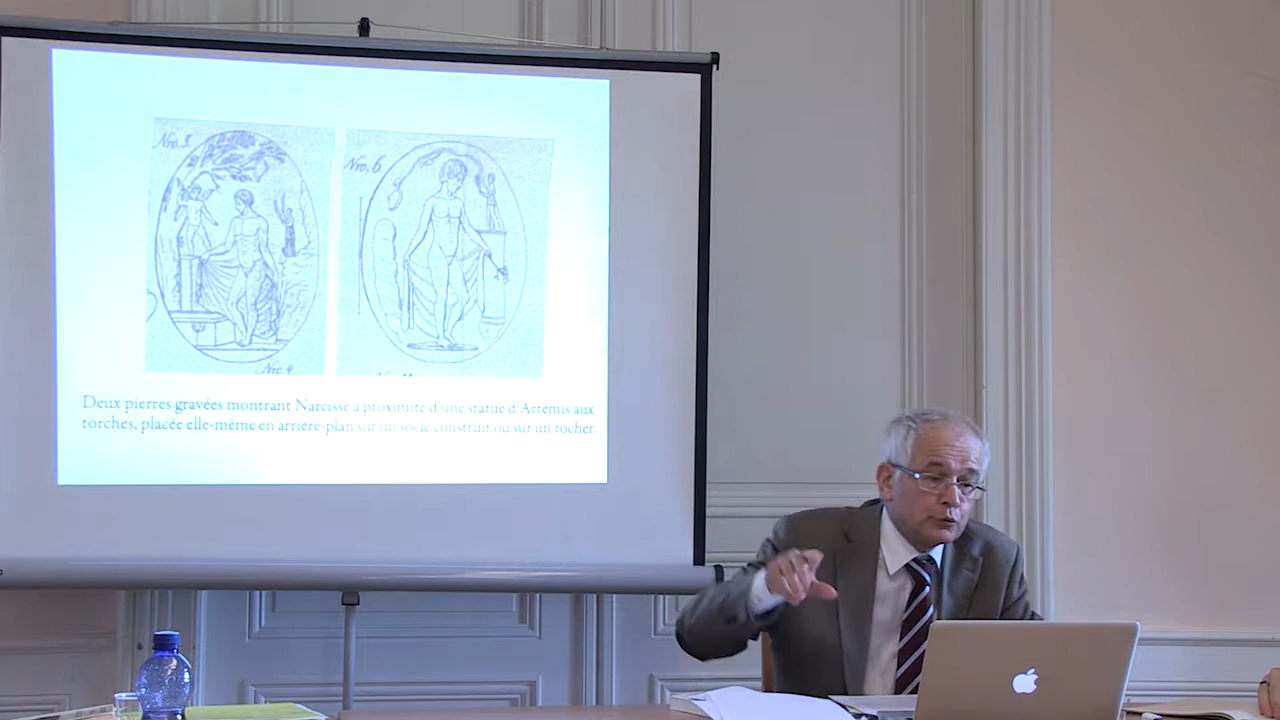 Nro. 3.
Nro. 6.
Nro. 4
Deux pierres gravées montrant Narcisse à proximité d'une statue d'Artémis aux
torches, placée elle-même en arrière-plan sur un socle construit ou sur un rocher.